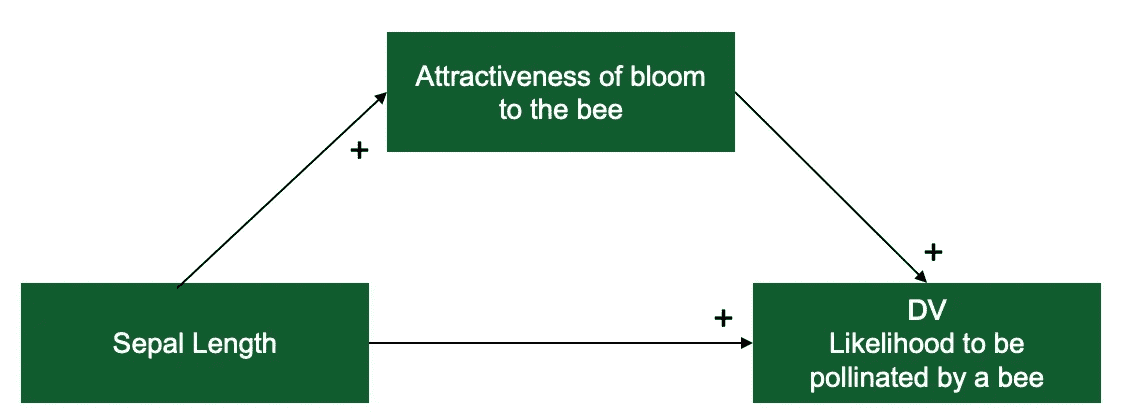 Attractiveness of bloom
to the bee
+
+
Sepal Length
+
DV
Likelihood to be
pollinated by a bee